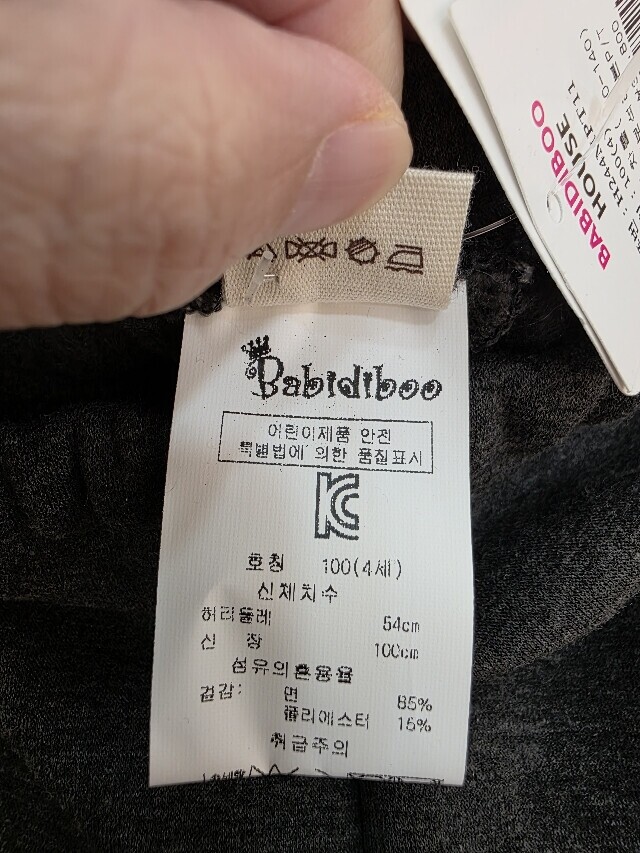 Babidiboo
어린이제품 안전
특별법에 의한 품질표시
KC
호칭 100(4세)
신체치수
허리둘레 54cm
신 장 100cm
섬유의혼용율
겉감: 면 85%
폴리에스터 15%
취급주의
BABIDIBOO
HOUSE
100(4)